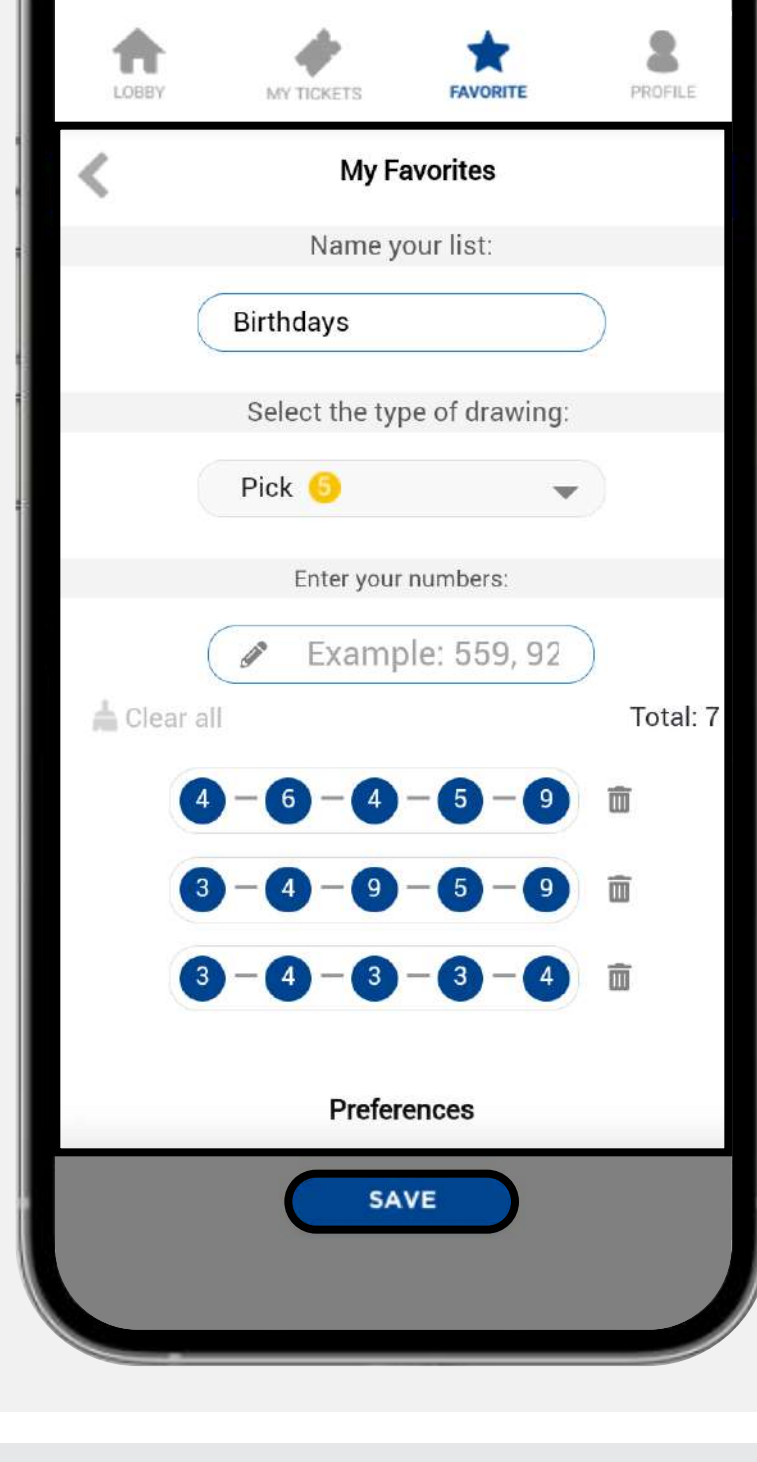 LOBBY MY TICKETS FAVORITE PROFILE
My Favorites
Name your list:
Birthdays
Select the type of drawing:
Pick 5
Enter your numbers:
Example: 559, 92
Clear all Total: 7
4 – 6 – 4 – 5 – 9
3 – 4 – 9 – 5 – 9
3 – 4 – 3 – 3 – 4
Preferences
SAVE